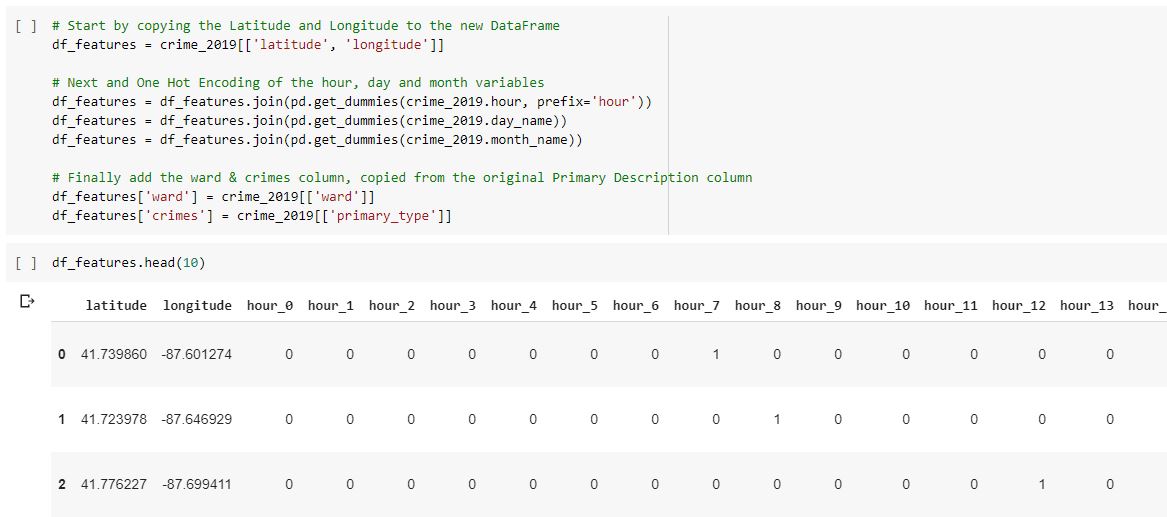 [ ] # Start by copying the Latitude and Longitude to the new DataFrame
df_features = crime_2019[['latitude', 'longitude']]
# Next and One Hot Encoding of the hour, day and month variables
df_features = df_features.join(pd.get_dummies(crime_2019.hour, prefix='hour'))
df_features = df_features.join(pd.get_dummies(crime_2019.day_name))
df_features = df_features.join(pd.get_dummies(crime_2019.month_name))
# Finally add the ward & crimes column, copied from the original Primary Description column
df_features['ward'] = crime_2019[['ward']]
df_features['crimes'] = crime_2019[['primary_type']]
[ ] df_features.head(10)
latitude longitude hour_0 hour_1 hour_2 hour_3 hour_4 hour_5 hour_6 hour_7 hour_8 hour_9 hour_10 hour_11 hour_12 hour_13 hour_
0 41.739860 -87.601274 0 0 0 0 0 0 0 1 0 0 0 0 0 0
1 41.723978 -87.646929 0 0 0 0 0 0 0 0 1 0 0 0 0 0
2 41.776227 -87.699411 0 0 0 0 0 0 0 0 0 0 0 0 1 0